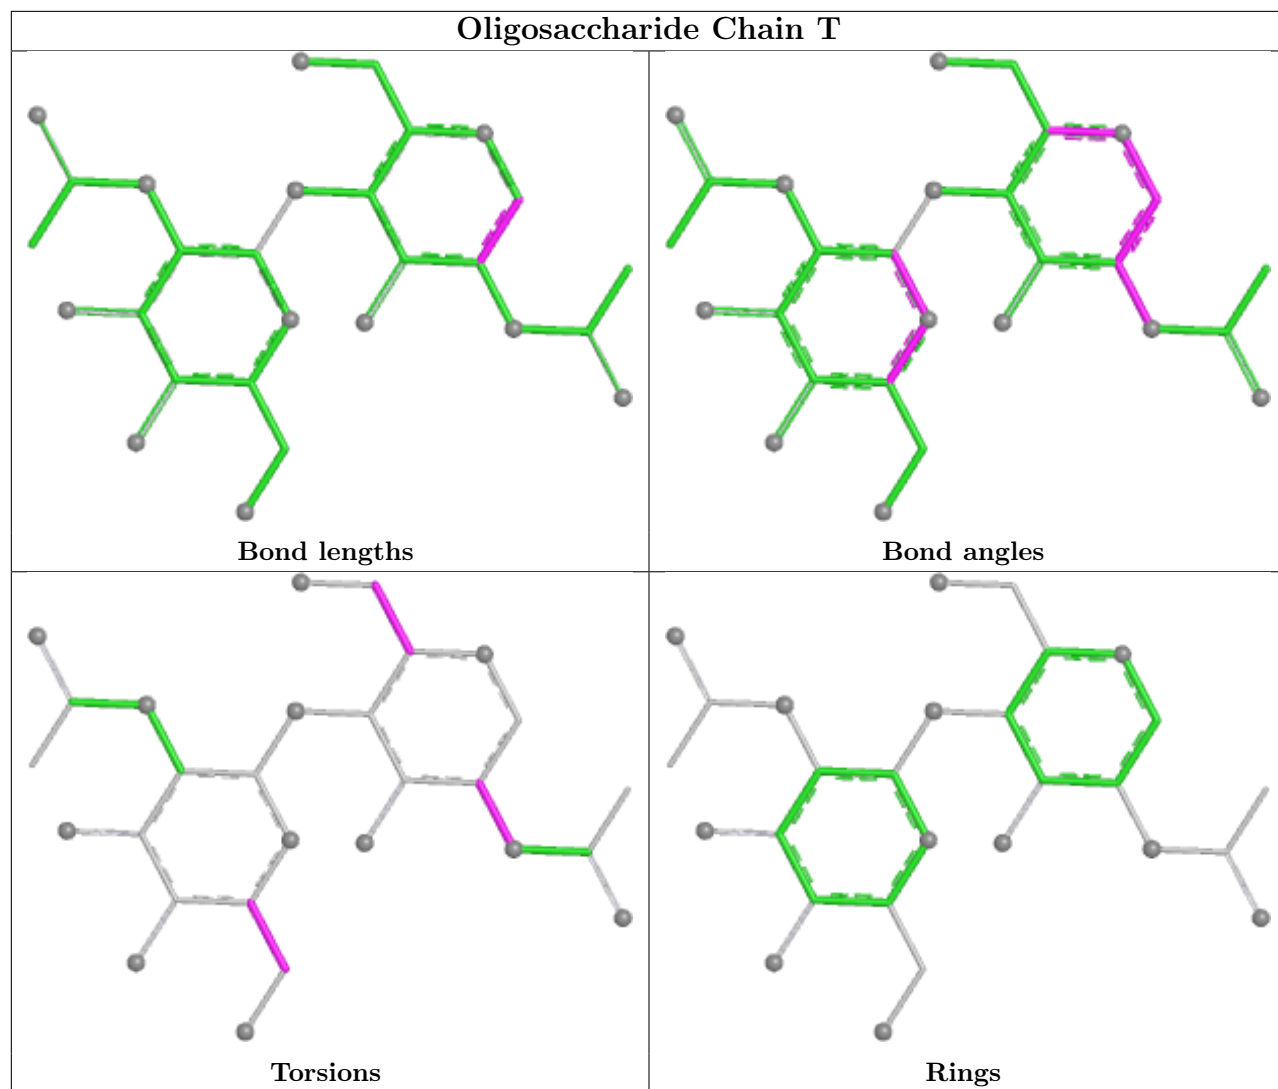 Oligosaccharide Chain T
Bond lengths
Bond angles
Torsions
Rings